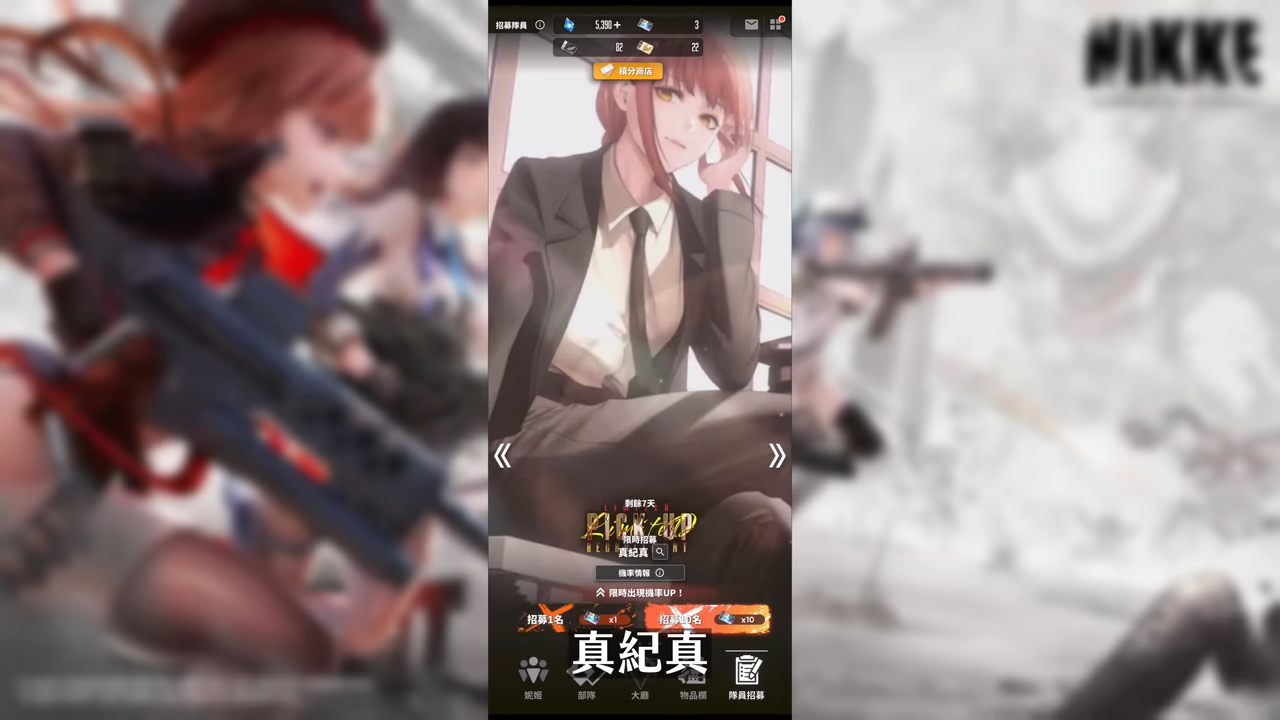 NIKKE
招募隊員
5,390 +
3
82
22
積分商店
剩餘7天
PICK UP
限時招募
真紀真
機率情報
限時出現機率UP！
招募1名 x1
招募10名 x10
真紀真
妮姬 部隊 大廳 物品欄 隊員招募